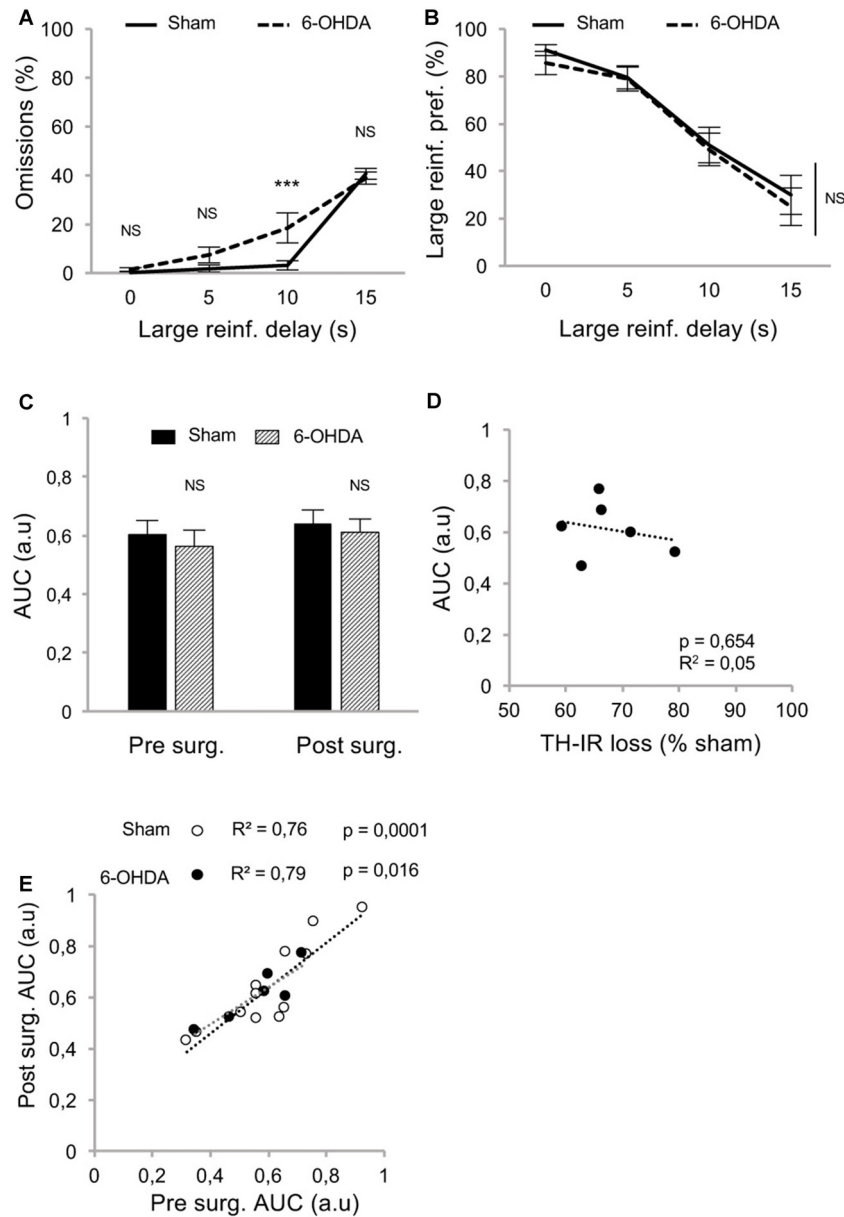 A
Sham
6-OHDA
Omissions (%)
100
80
60
40
20
0
NS
NS
***
NS
0
5
10
15
Large reinf. delay (s)
B
Sham
6-OHDA
Large reinf. pref. (%)
100
80
60
40
20
0
NS
0
5
10
15
Large reinf. delay (s)
C
Sham
6-OHDA
AUC (a.u)
1
0,8
0,6
0,4
0,2
0
NS
NS
Pre surg.
Post surg.
D
AUC (a.u)
1
0,8
0,6
0,4
0,2
0
p = 0,654
R² = 0,05
50
60
70
80
90
100
TH-IR loss (% sham)
Sham R² = 0,76 p = 0,0001
6-OHDA R² = 0,79 p = 0,016
E
Post surg. AUC (a.u)
1
0,8
0,6
0,4
0,2
0
0
0,2
0,4
0,6
0,8
1
Pre surg. AUC (a.u)